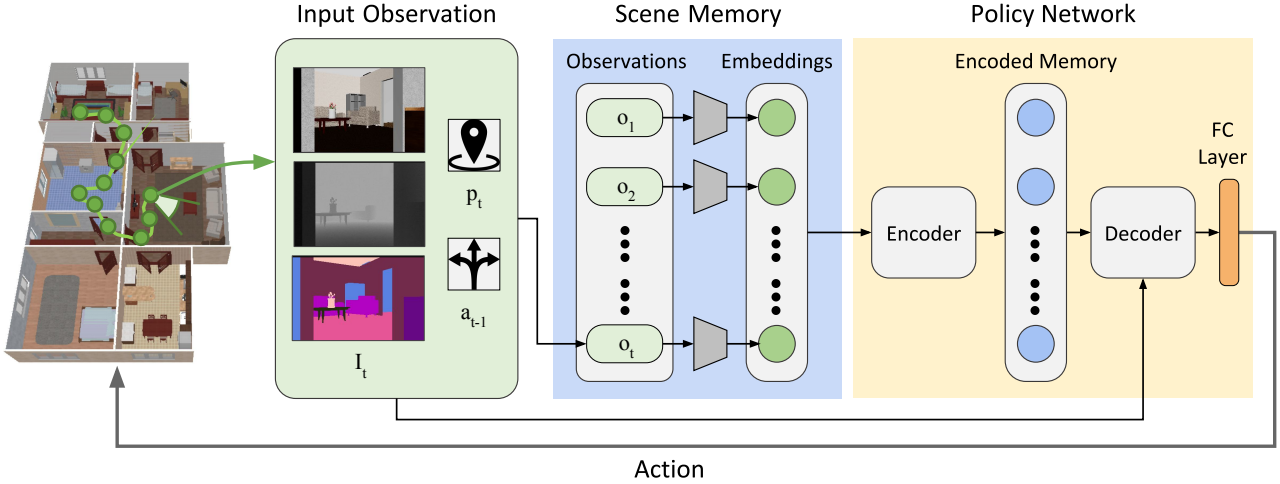 Input Observation
Scene Memory
Policy Network
Observations
Embeddings
Encoded Memory
o1
FC
Layer
o2
pt
Encoder
Decoder
at-1
ot
It
Action